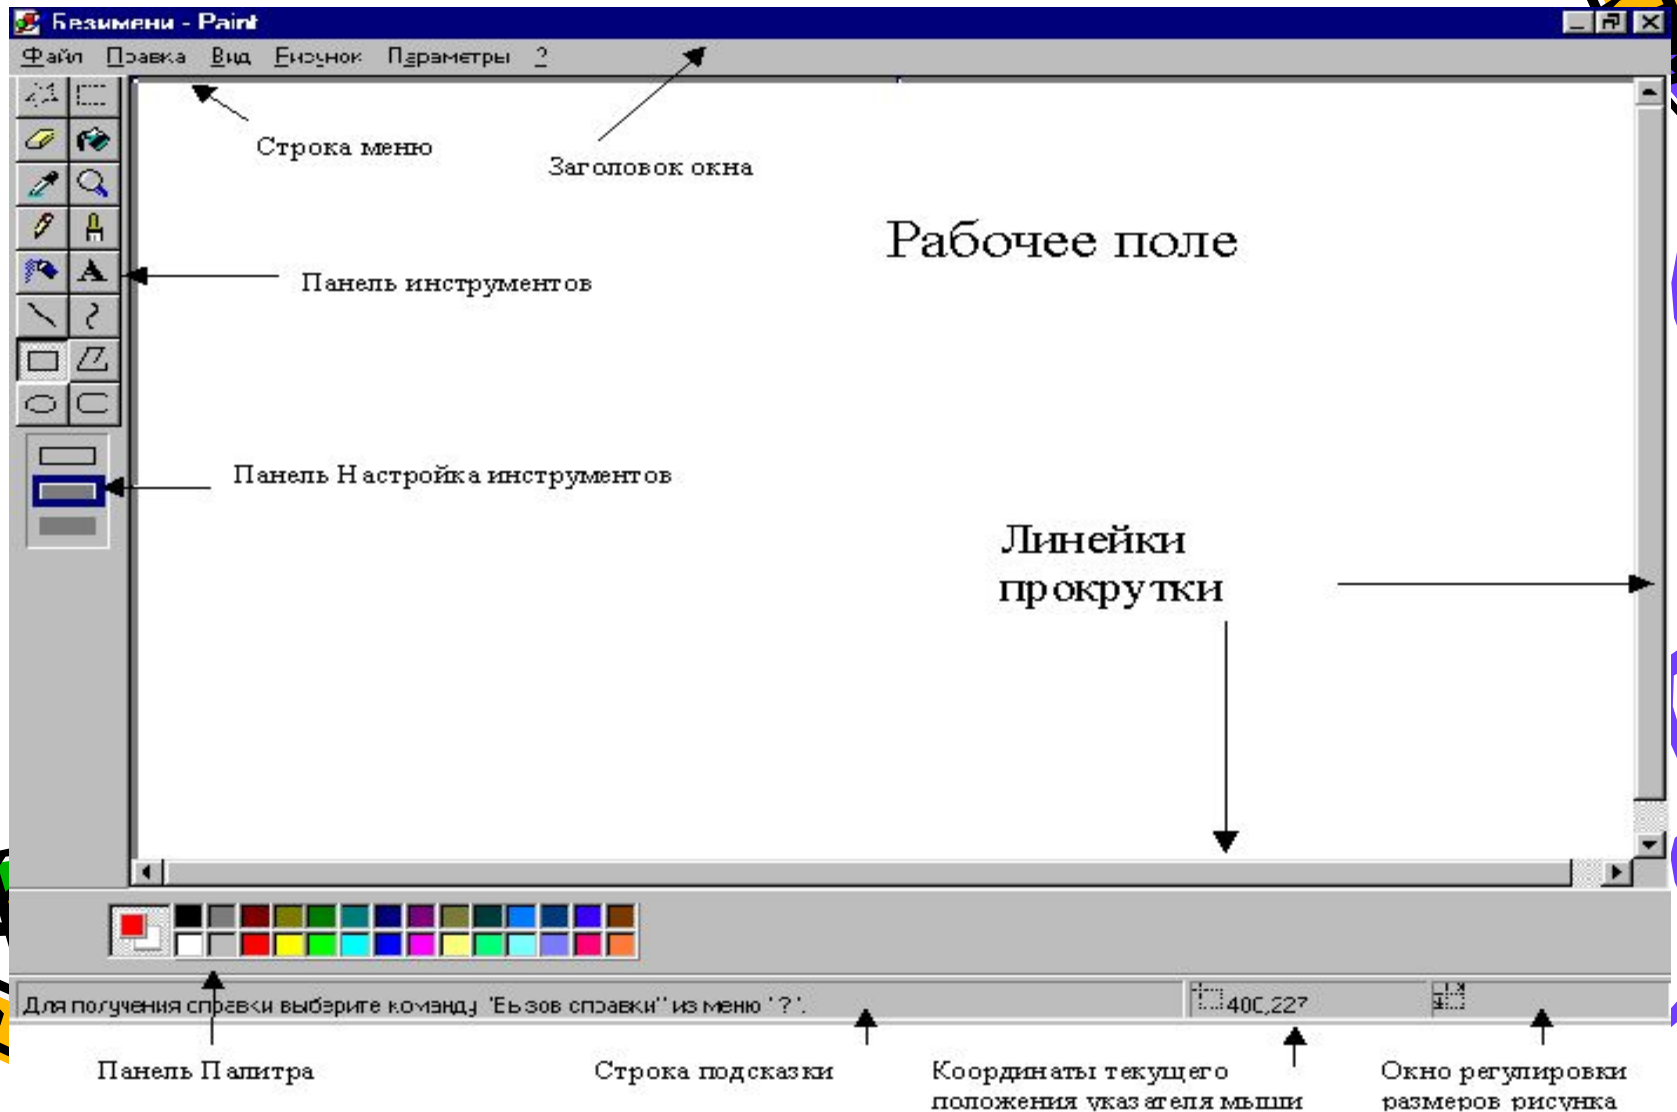 Безимени - Paint
Файл Правка Вид Рисунок Параметры ?
Строка меню
Заголовок окна
Рабочее поле
Панель инструментов
Панель Настройка инструментов
Линейки
прокрутки
Для получения справки выберите команду "Вызов справки" из меню "?".
400,227
Панель Палитра
Строка подсказки
Координаты текущего
положения указателя мыши
Окно регулировки
размеров рисунка